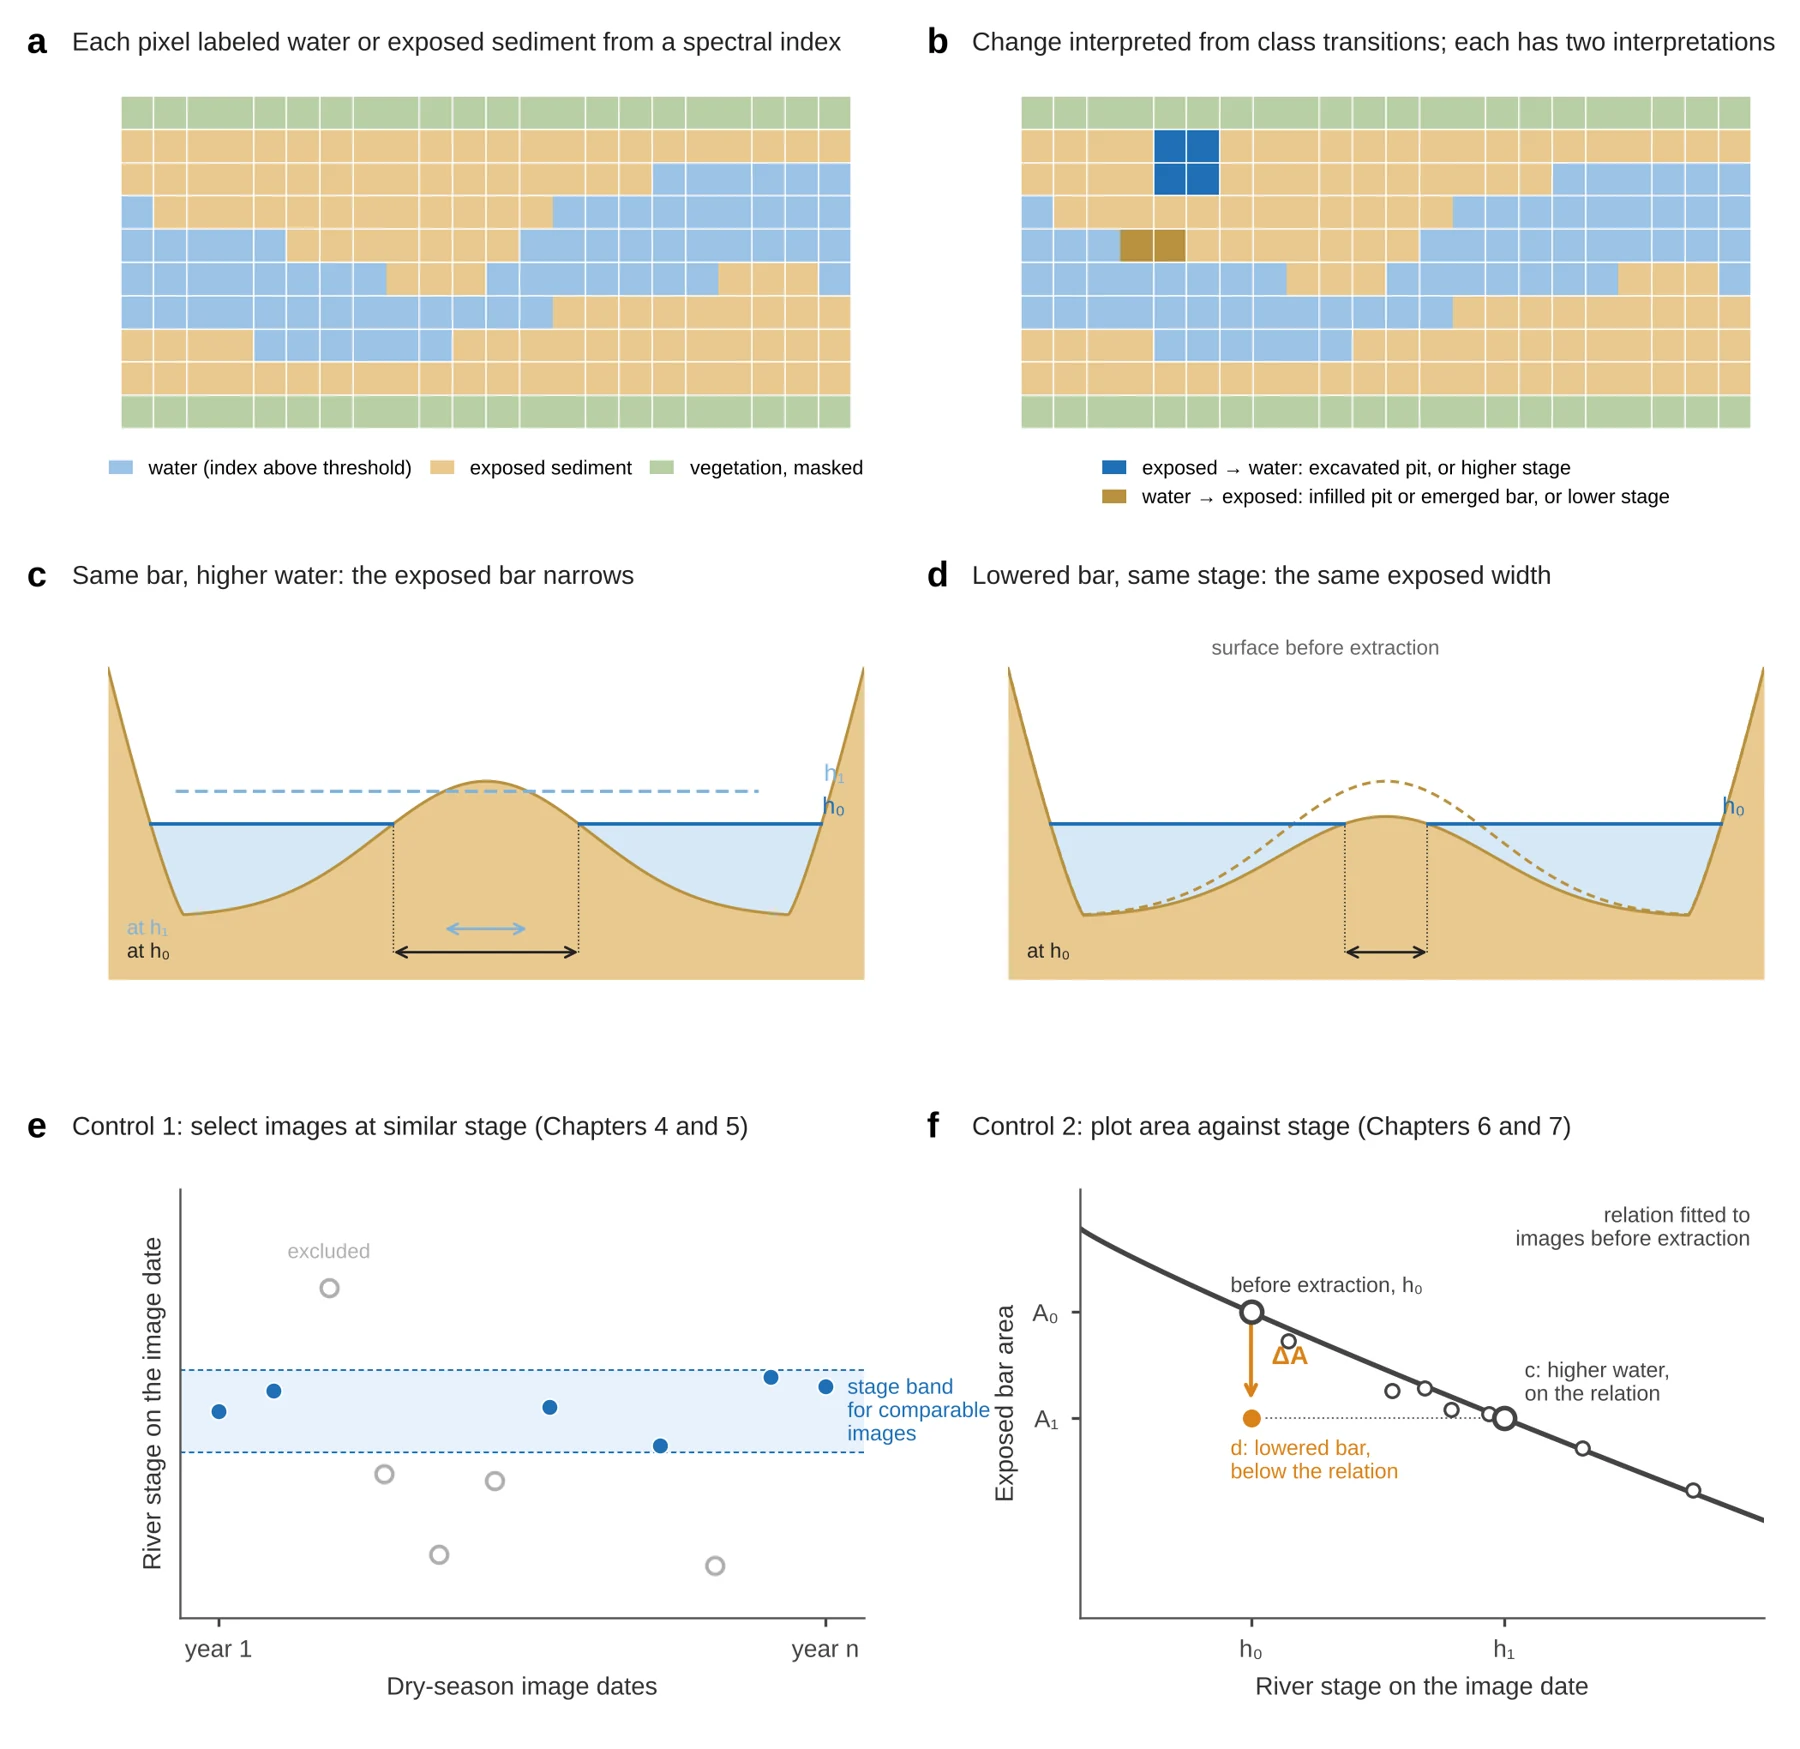 a Each pixel labeled water or exposed sediment from a spectral index
b Change interpreted from class transitions; each has two interpretations
water (index above threshold) exposed sediment vegetation, masked
exposed → water: excavated pit, or higher stage
water → exposed: infilled pit or emerged bar, or lower stage
c Same bar, higher water: the exposed bar narrows
h₁
h₀
at h₁
at h₀
d Lowered bar, same stage: the same exposed width
surface before extraction
h₀
at h₀
e Control 1: select images at similar stage (Chapters 4 and 5)
River stage on the image date
excluded
stage band
for comparable
images
year 1
year n
Dry-season image dates
f Control 2: plot area against stage (Chapters 6 and 7)
relation fitted to
images before extraction
before extraction, h₀
Exposed bar area
A₀
ΔA
c: higher water,
on the relation
A₁
d: lowered bar,
below the relation
h₀
h₁
River stage on the image date